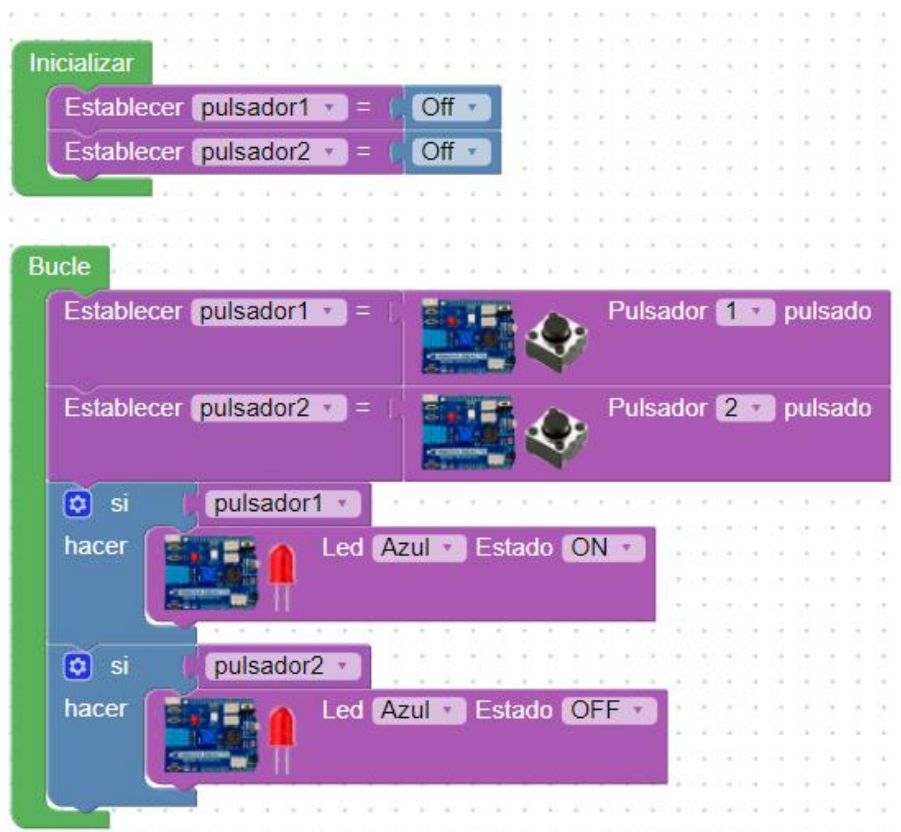 Inicializar
Establecer pulsador1 = Off
Establecer pulsador2 = Off
Bucle
Establecer pulsador1 = Pulsador 1 pulsado
Establecer pulsador2 = Pulsador 2 pulsado
si pulsador1
hacer Led Azul Estado ON
si pulsador2
hacer Led Azul Estado OFF